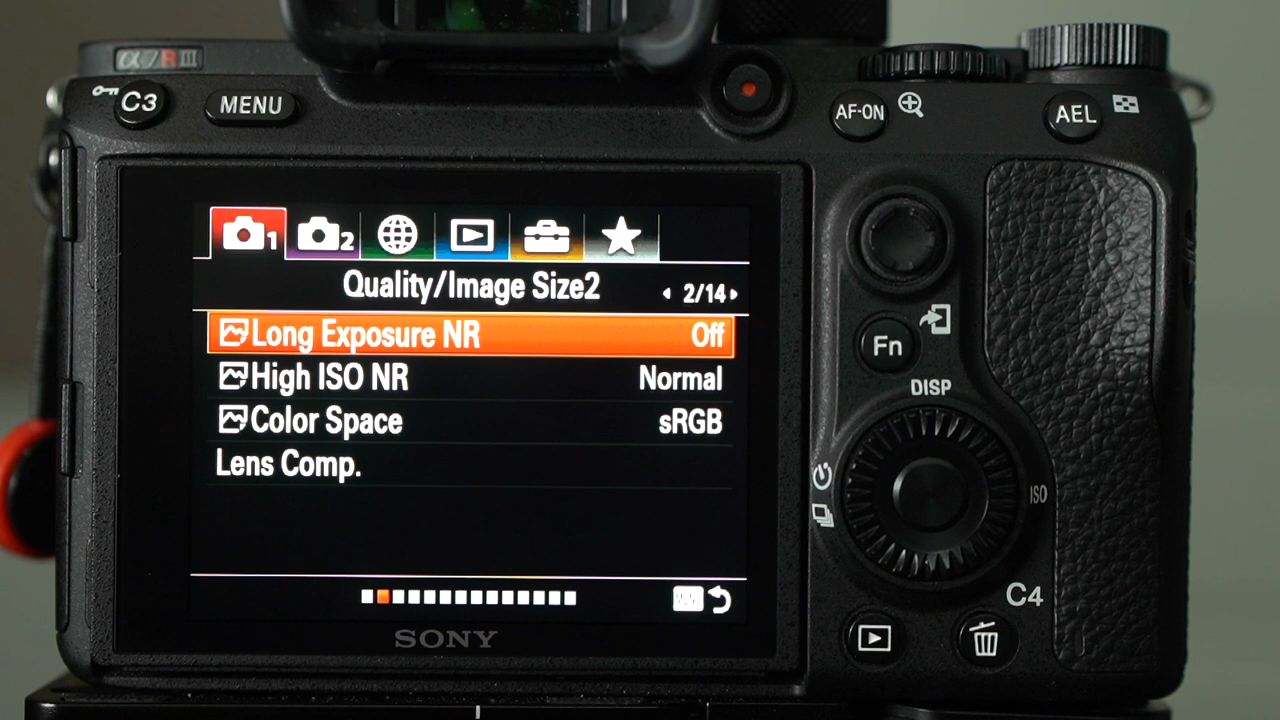 α7RIII
C3
MENU
AF-ON
AEL
1
2
Quality/Image Size2
2/14
Long Exposure NR Off
High ISO NR Normal
Color Space sRGB
Lens Comp.
Fn
DISP
ISO
C4
SONY